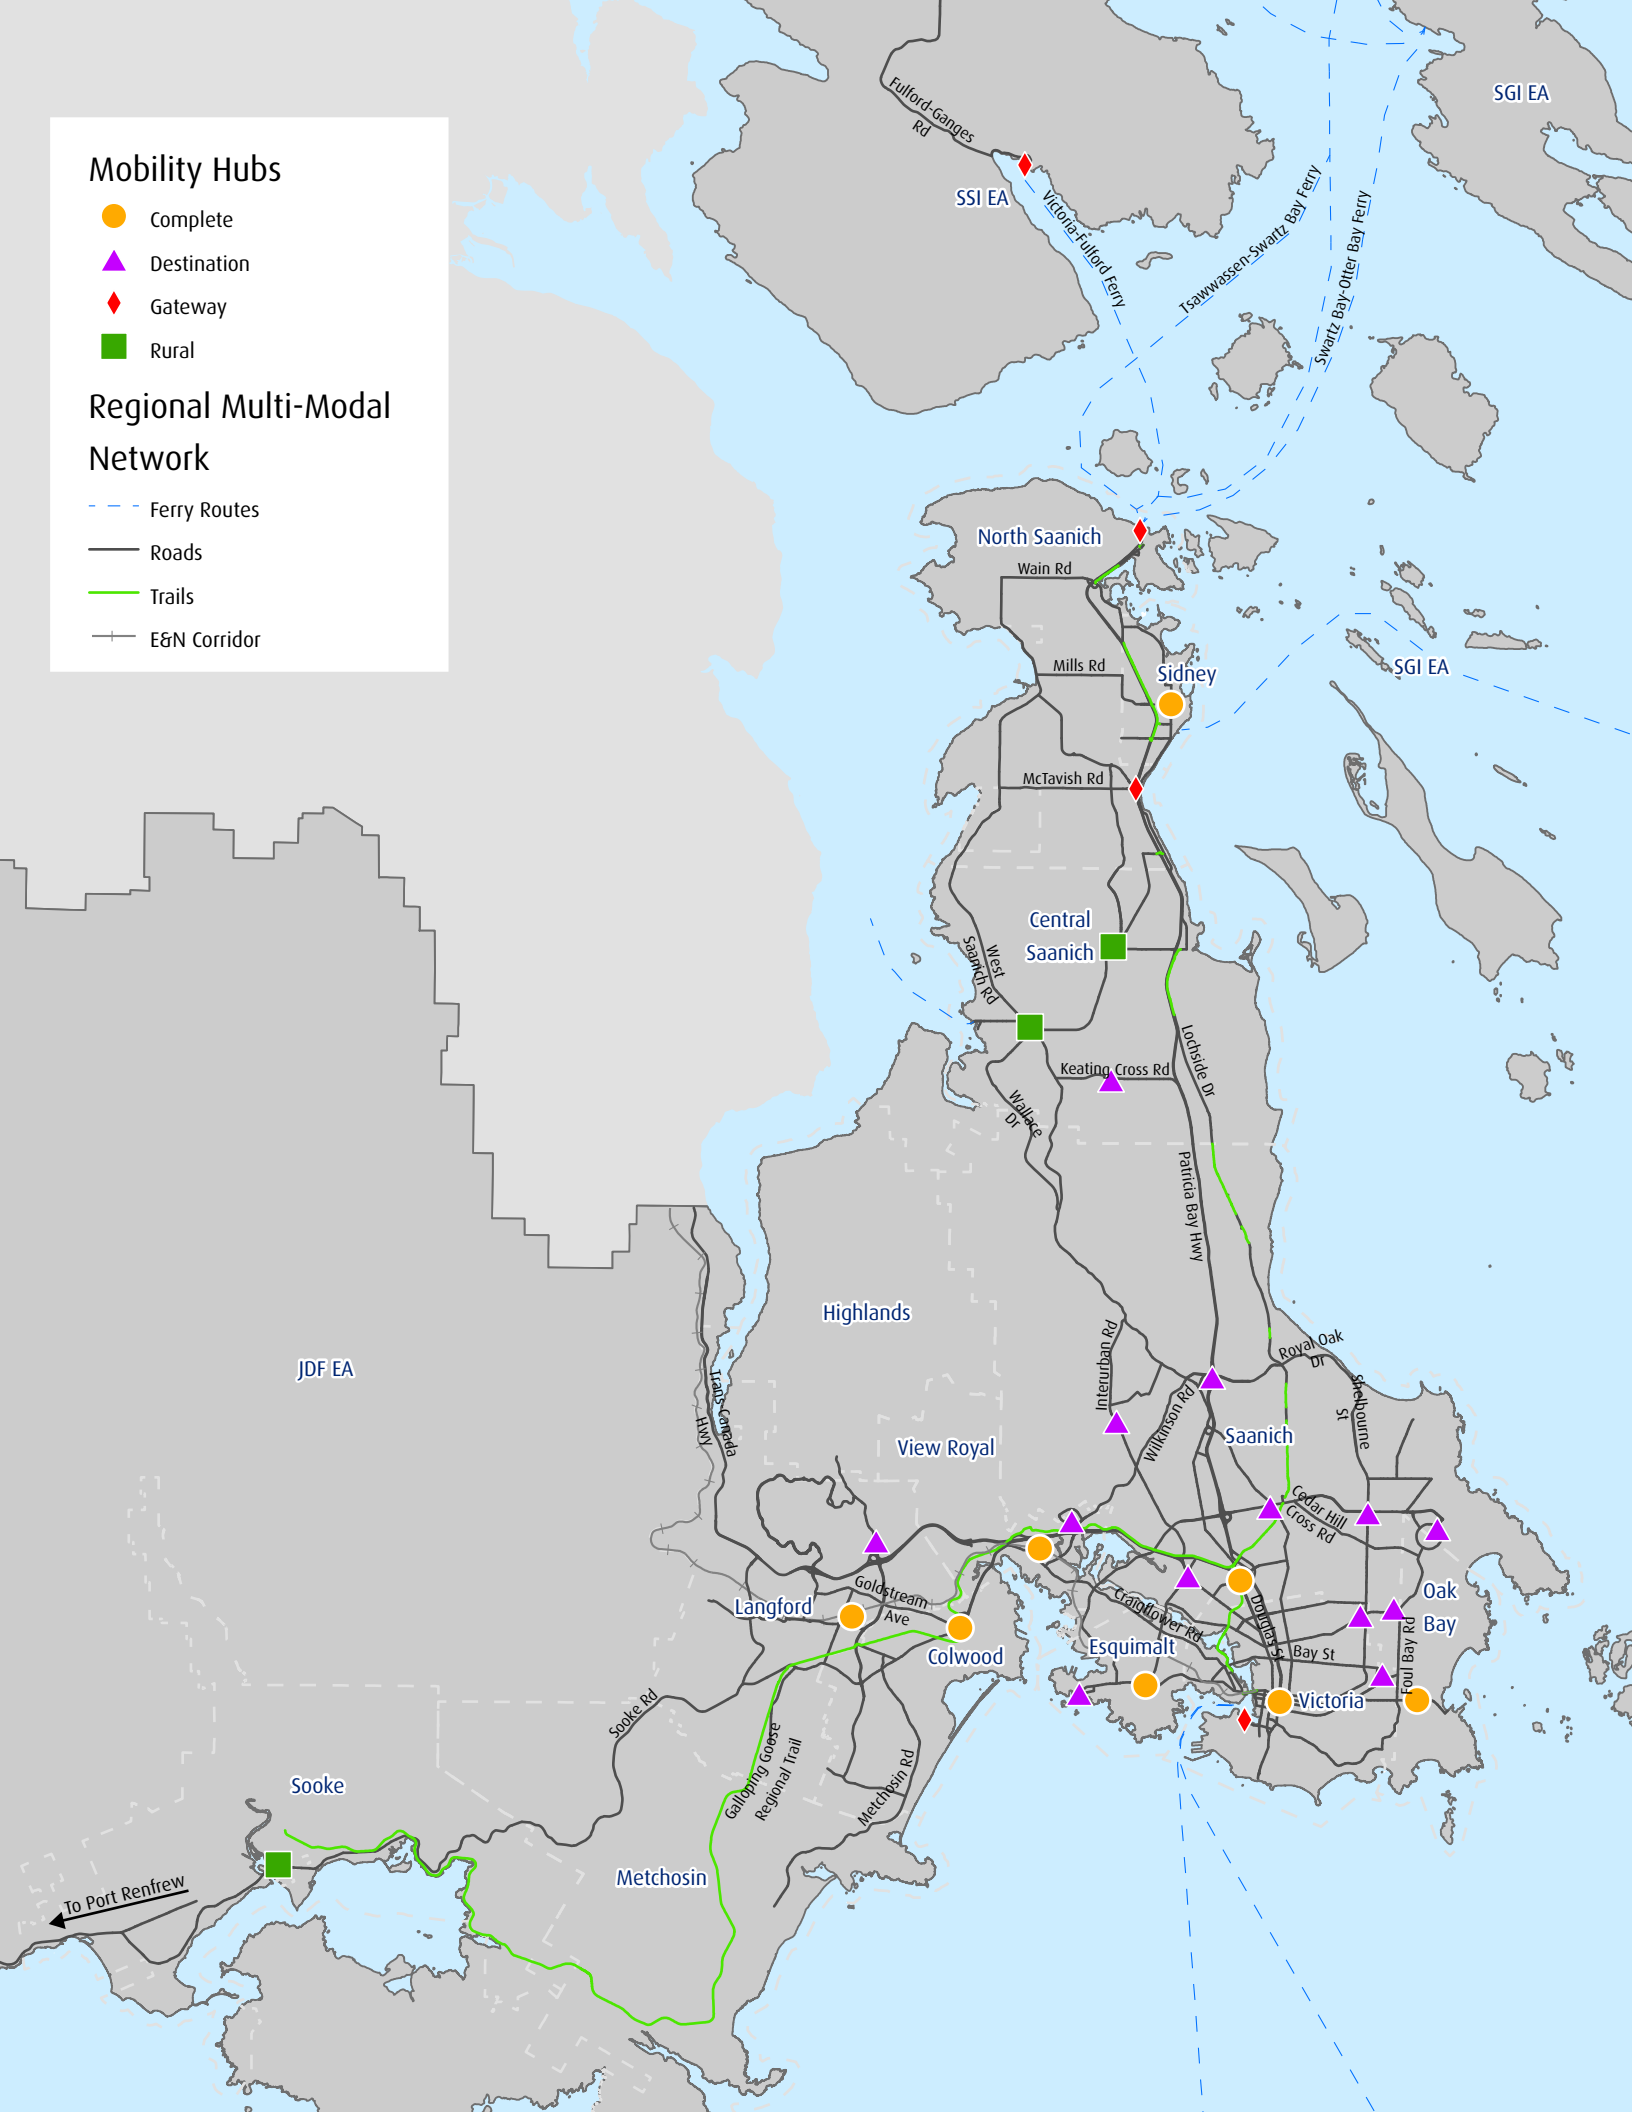 Mobility Hubs
Complete
Destination
Gateway
Rural
Regional Multi-Modal
Network
Ferry Routes
Roads
Trails
E&N Corridor
SGI EA
Fulford-Ganges
Rd
SSI EA
Victoria-Fulford Ferry
Tsawwassen-Swartz Bay Ferry
Swartz Bay-Otter Bay Ferry
North Saanich
Wain Rd
Mills Rd
Sidney
SGI EA
McTavish Rd
Central
Saanich
West
Saanich Rd
Lochside Dr
Keating Cross Rd
Wallace
Dr
Patricia Bay Hwy
Highlands
JDF EA
Interurban Rd
Royal Oak
Dr
Trans-Canada
Hwy
Wilkinson Rd
Shelbourne
St
Saanich
View Royal
Cedar Hill
Cross Rd
Goldstream
Ave
Langford
Craigflower Rd
Douglas St
Oak
Bay
Colwood
Esquimalt
Bay St
Foul Bay Rd
Victoria
Sooke Rd
Galloping Goose
Regional Trail
Metchosin Rd
Sooke
Metchosin
To Port Renfrew